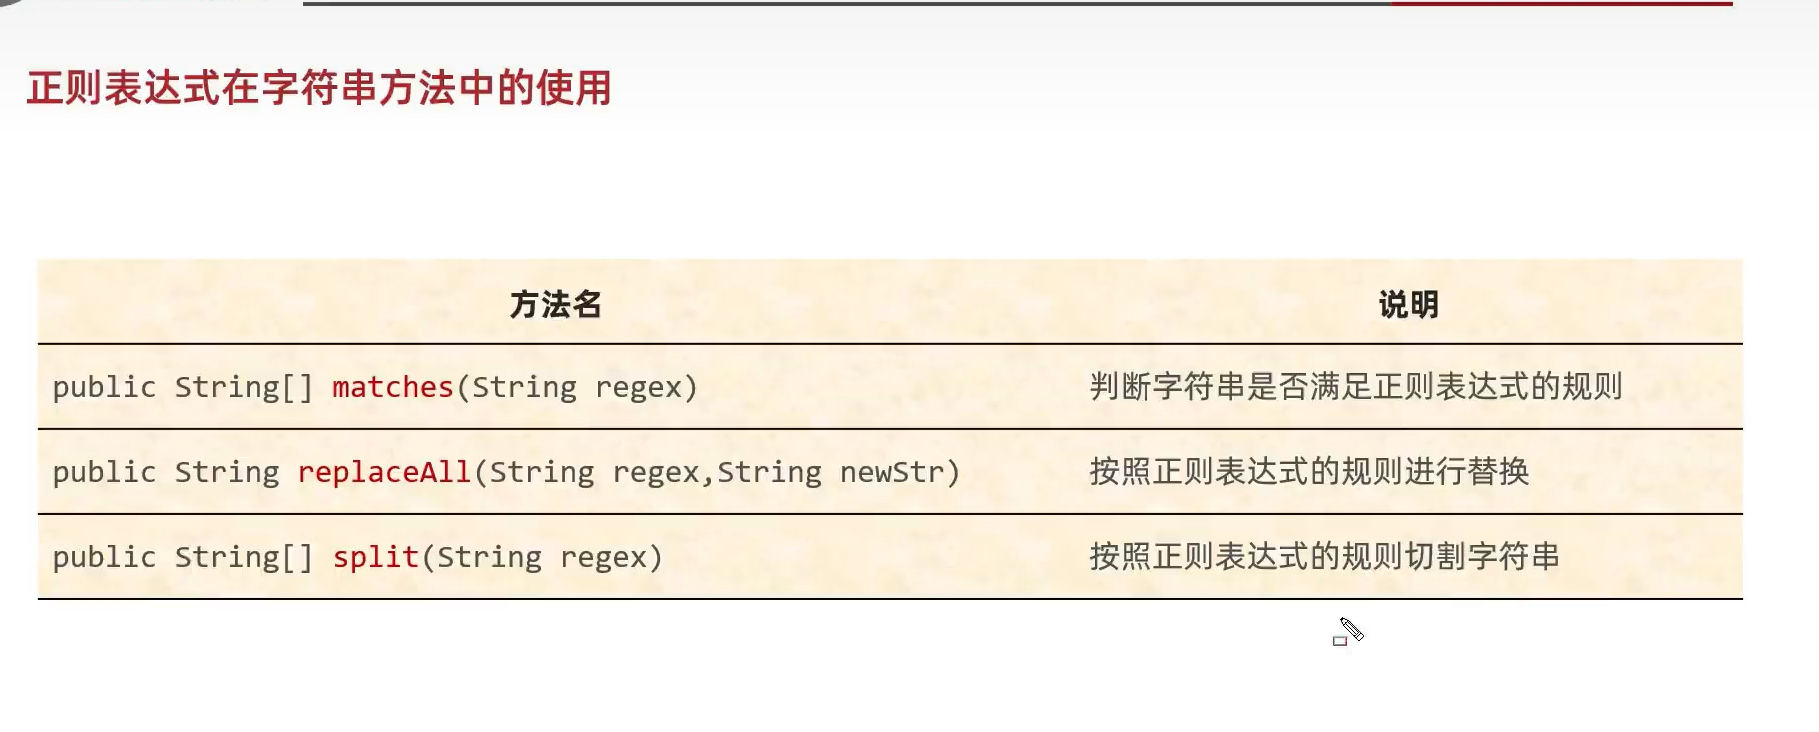 正则表达式在字符串方法中的使用
方法名 说明
public String[] matches(String regex) 判断字符串是否满足正则表达式的规则
public String replaceAll(String regex,String newStr) 按照正则表达式的规则进行替换
public String[] split(String regex) 按照正则表达式的规则切割字符串